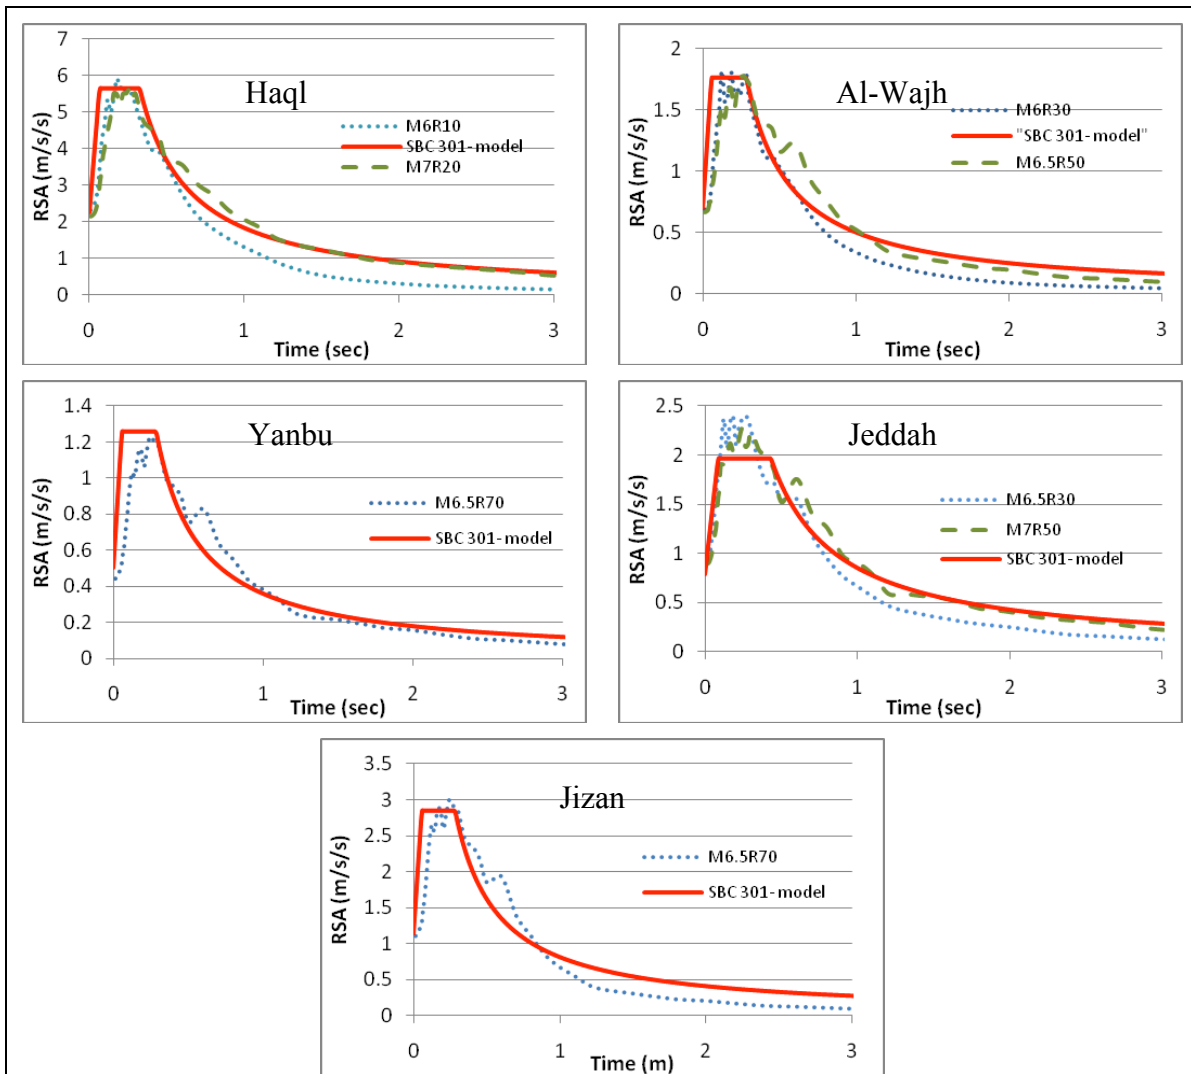 7
6
5
4
3
2
1
0
RSA (m/s/s)
Haql
M6R10
SBC 301- model
M7R20
0 1 2 3
Time (sec)
2
1.5
1
0.5
0
RSA (m/s/s)
Al-Wajh
M6R30
"SBC 301- model"
M6.5R50
0 1 2 3
Time (sec)
1.4
1.2
1
0.8
0.6
0.4
0.2
0
RSA (m/s/s)
Yanbu
M6.5R70
SBC 301- model
0 1 2 3
Time (sec)
2.5
2
1.5
1
0.5
0
RSA (m/s/s)
Jeddah
M6.5R30
M7R50
SBC 301- model
0 1 2 3
Time (sec)
3.5
3
2.5
2
1.5
1
0.5
0
RSA (m/s/s)
Jizan
M6.5R70
SBC 301- model
0 1 2 3
Time (m)